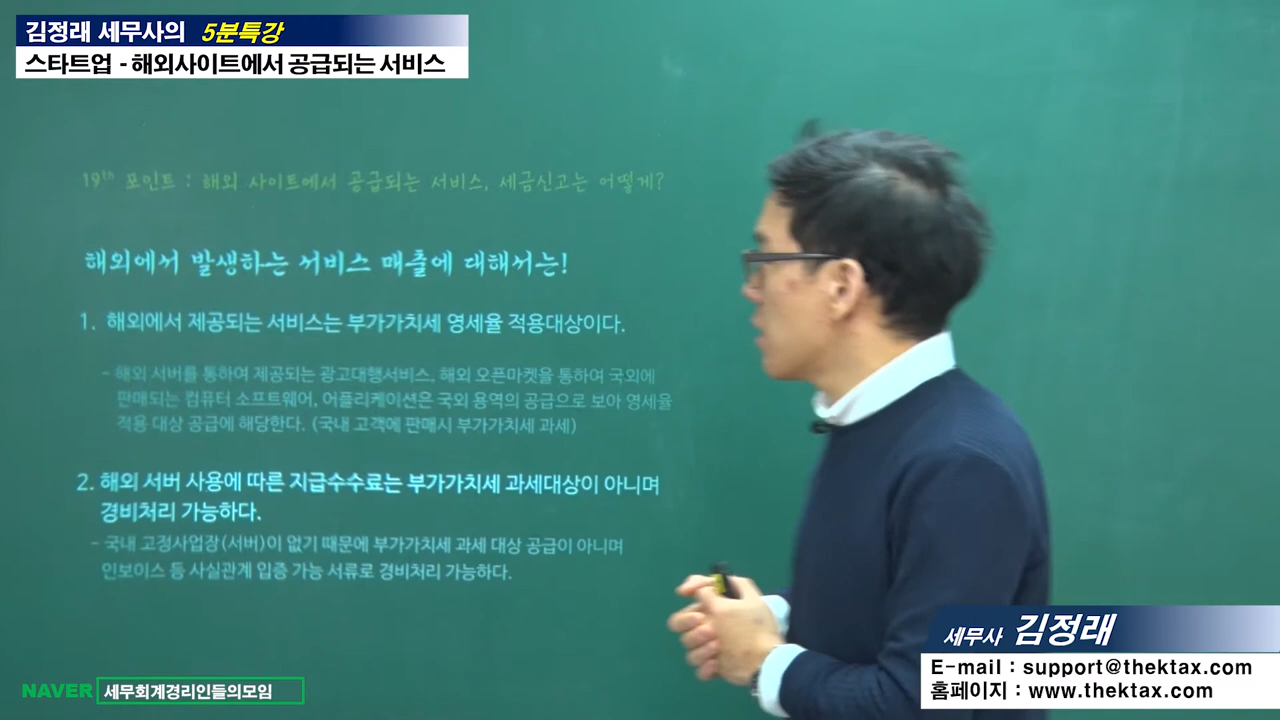 김정래 세무사의 5분특강
스타트업 - 해외사이트에서 공급되는 서비스
19th 포인트 : 해외 사이트에서 공급되는 서비스, 세금신고는 어떻게?
해외에서 발생하는 서비스 매출에 대해서는!
1. 해외에서 제공되는 서비스는 부가가치세 영세율 적용대상이다.
- 해외 서버를 통하여 제공되는 광고대행서비스, 해외 오픈마켓을 통하여 국외에
판매되는 컴퓨터 소프트웨어, 어플리케이션은 국외 용역의 공급으로 보아 영세율
적용 대상 공급에 해당한다. (국내 고객에 판매시 부가가치세 과세)
2. 해외 서버 사용에 따른 지급수수료는 부가가치세 과세대상이 아니며
경비처리 가능하다.
- 국내 고정사업장(서버)이 없기 때문에 부가가치세 과세 대상 공급이 아니며
인보이스 등 사실관계 입증 가능 서류로 경비처리 가능하다.
세무사 김정래
E-mail : support@thektax.com
홈페이지 : www.thektax.com
NAVER 세무회계경리인들의모임